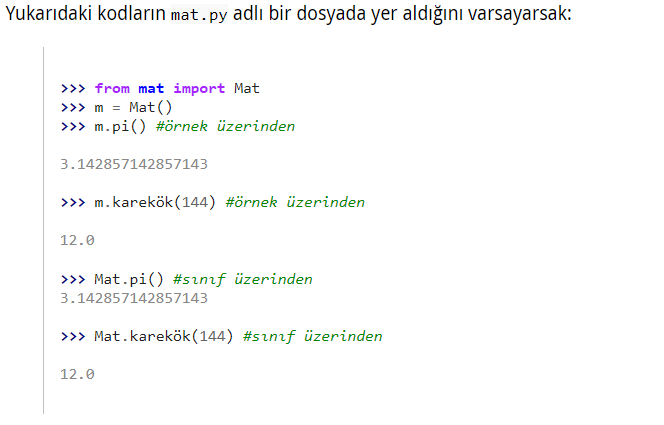 Yukarıdaki kodların mat.py adlı bir dosyada yer aldığını varsayarsak:
>>> from mat import Mat
>>> m = Mat()
>>> m.pi() #örnek üzerinden
3.142857142857143
>>> m.karekök(144) #örnek üzerinden
12.0
>>> Mat.pi() #sınıf üzerinden
3.142857142857143
>>> Mat.karekök(144) #sınıf üzerinden
12.0